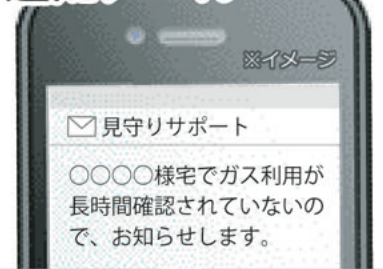 ※イメージ
見守りサポート
○○○○様宅でガス利用が
長時間確認されていないの
で、お知らせします。